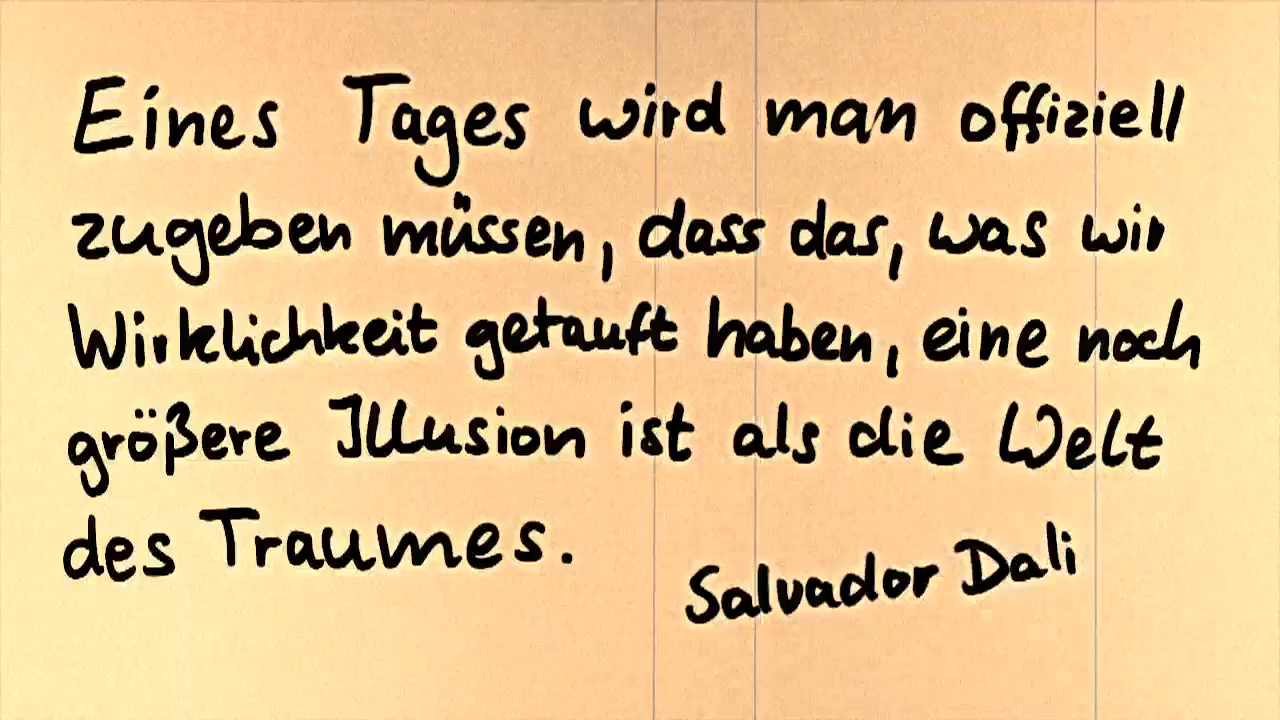 Eines Tages wird man offiziell
zugeben müssen, dass das, was wir
Wirklichkeit getauft haben, eine noch
größere Illusion ist als die Welt
des Traumes.
Salvador Dali